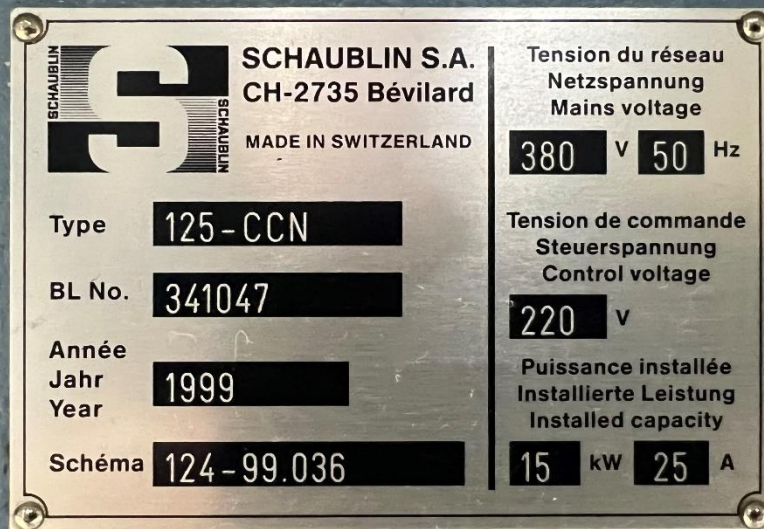 SCHAUBLIN
SCHAUBLIN
SCHAUBLIN S.A.
CH-2735 Bévilard
MADE IN SWITZERLAND
Type 125-CCN
BL No. 341047
Année
Jahr
Year 1999
Schéma 124-99.036
Tension du réseau
Netzspannung
Mains voltage
380 V 50 Hz
Tension de commande
Steuerspannung
Control voltage
220 V
Puissance installée
Installierte Leistung
Installed capacity
15 kW 25 A